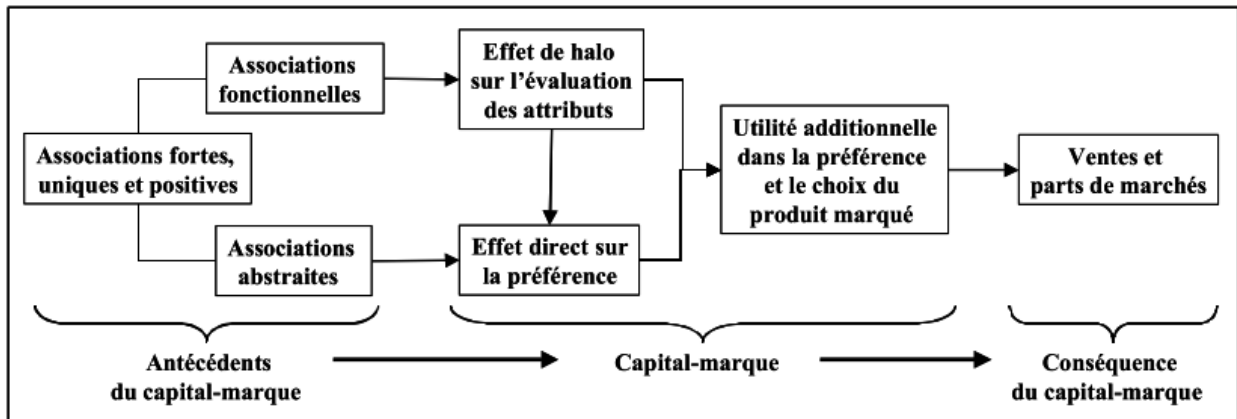 Associations
fonctionnelles
Effet de halo
sur l’évaluation
des attributs
Associations fortes,
uniques et positives
Utilité additionnelle
dans la préférence
et le choix du
produit marqué
Ventes et
parts de marchés
Associations
abstraites
Effet direct sur
la préférence
Antécédents
du capital-marque
Capital-marque
Conséquence
du capital-marque